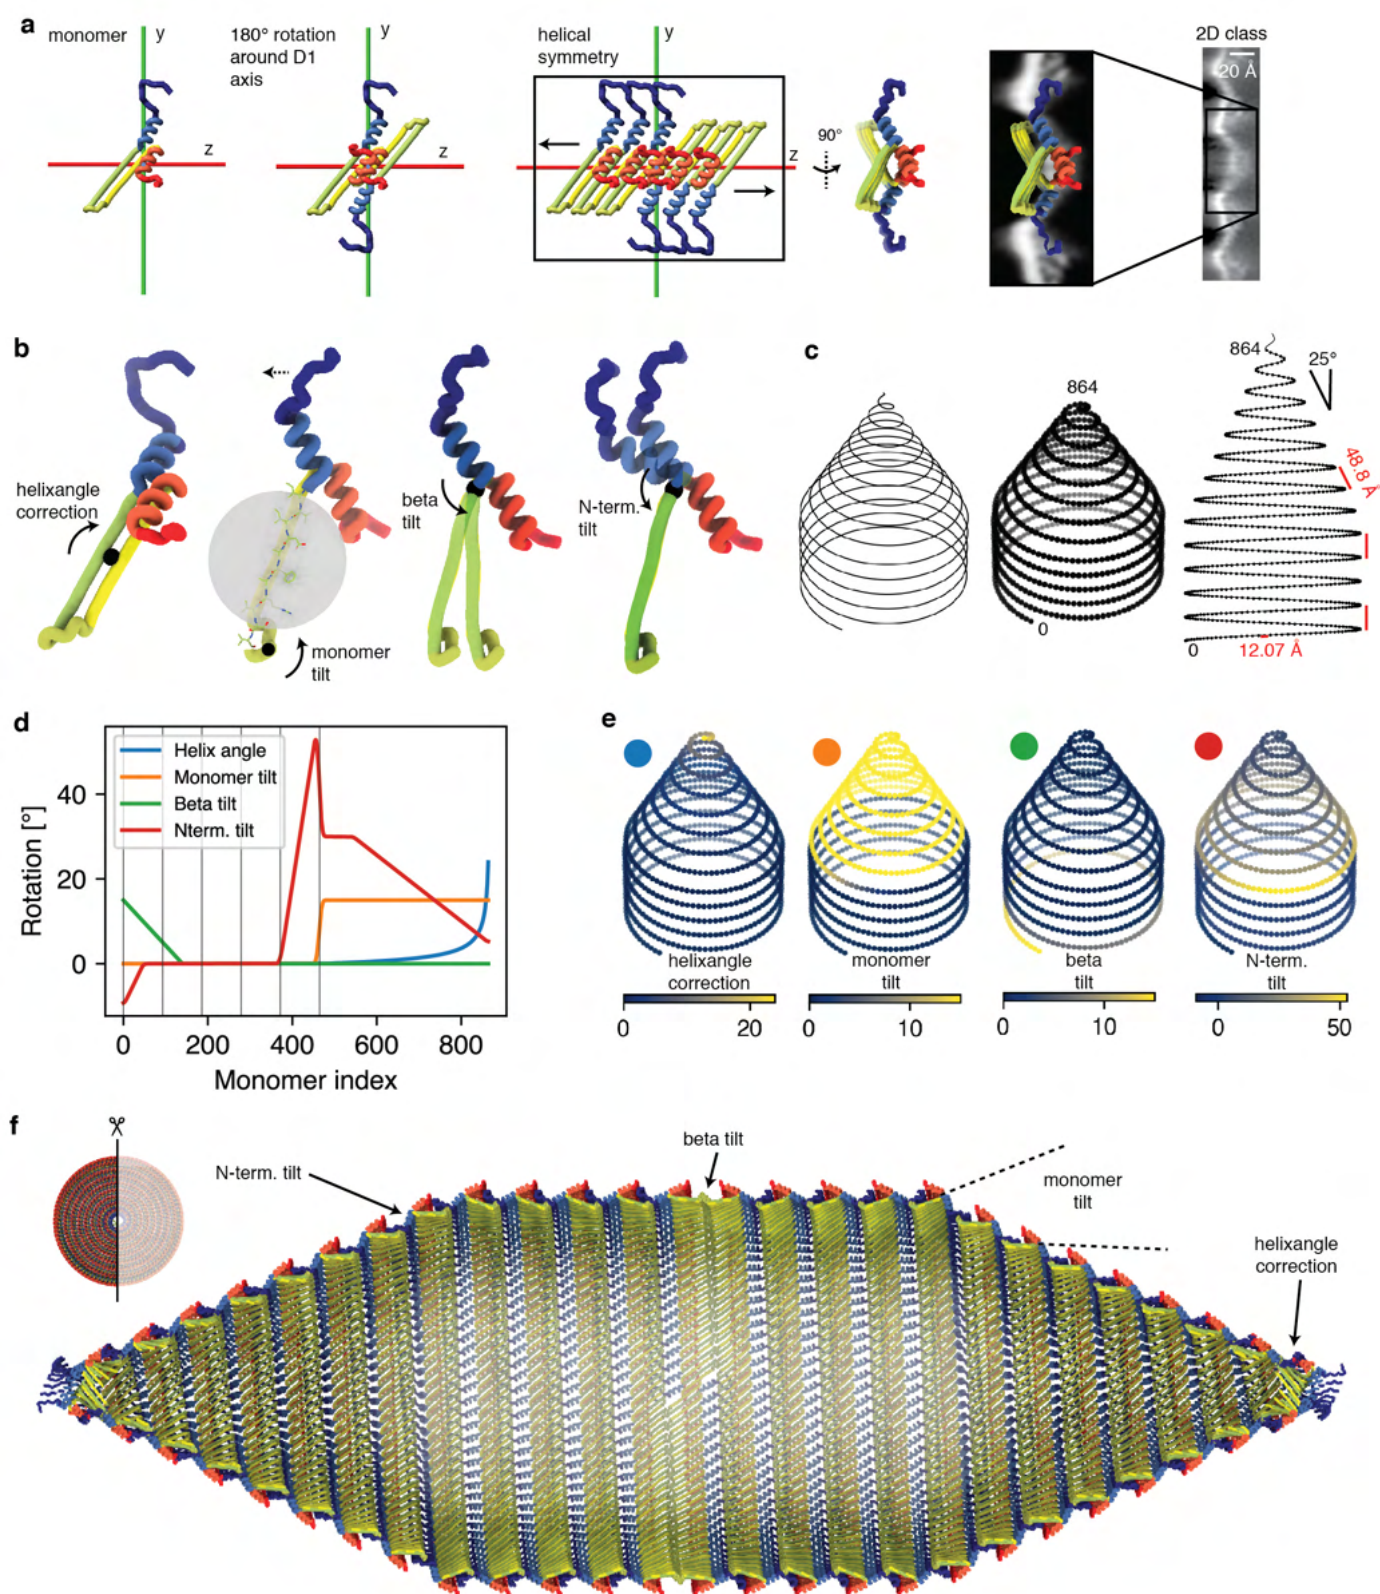 a
monomer
y
z
180° rotation
around D1
axis
y
z
helical
symmetry
y
z
90°
2D class
20 Å
b
helixangle
correction
monomer
tilt
beta
tilt
N-term.
tilt
c
864
0
864
25°
48.8 Å
0
12.07 Å
d
Helix angle
Monomer tilt
Beta tilt
Nterm. tilt
Rotation [°]
40
20
0
0
200
400
600
800
Monomer index
e
helixangle
correction
0
20
monomer
tilt
0
10
beta
tilt
0
10
N-term.
tilt
0
50
f
N-term. tilt
beta tilt
monomer
tilt
helixangle
correction